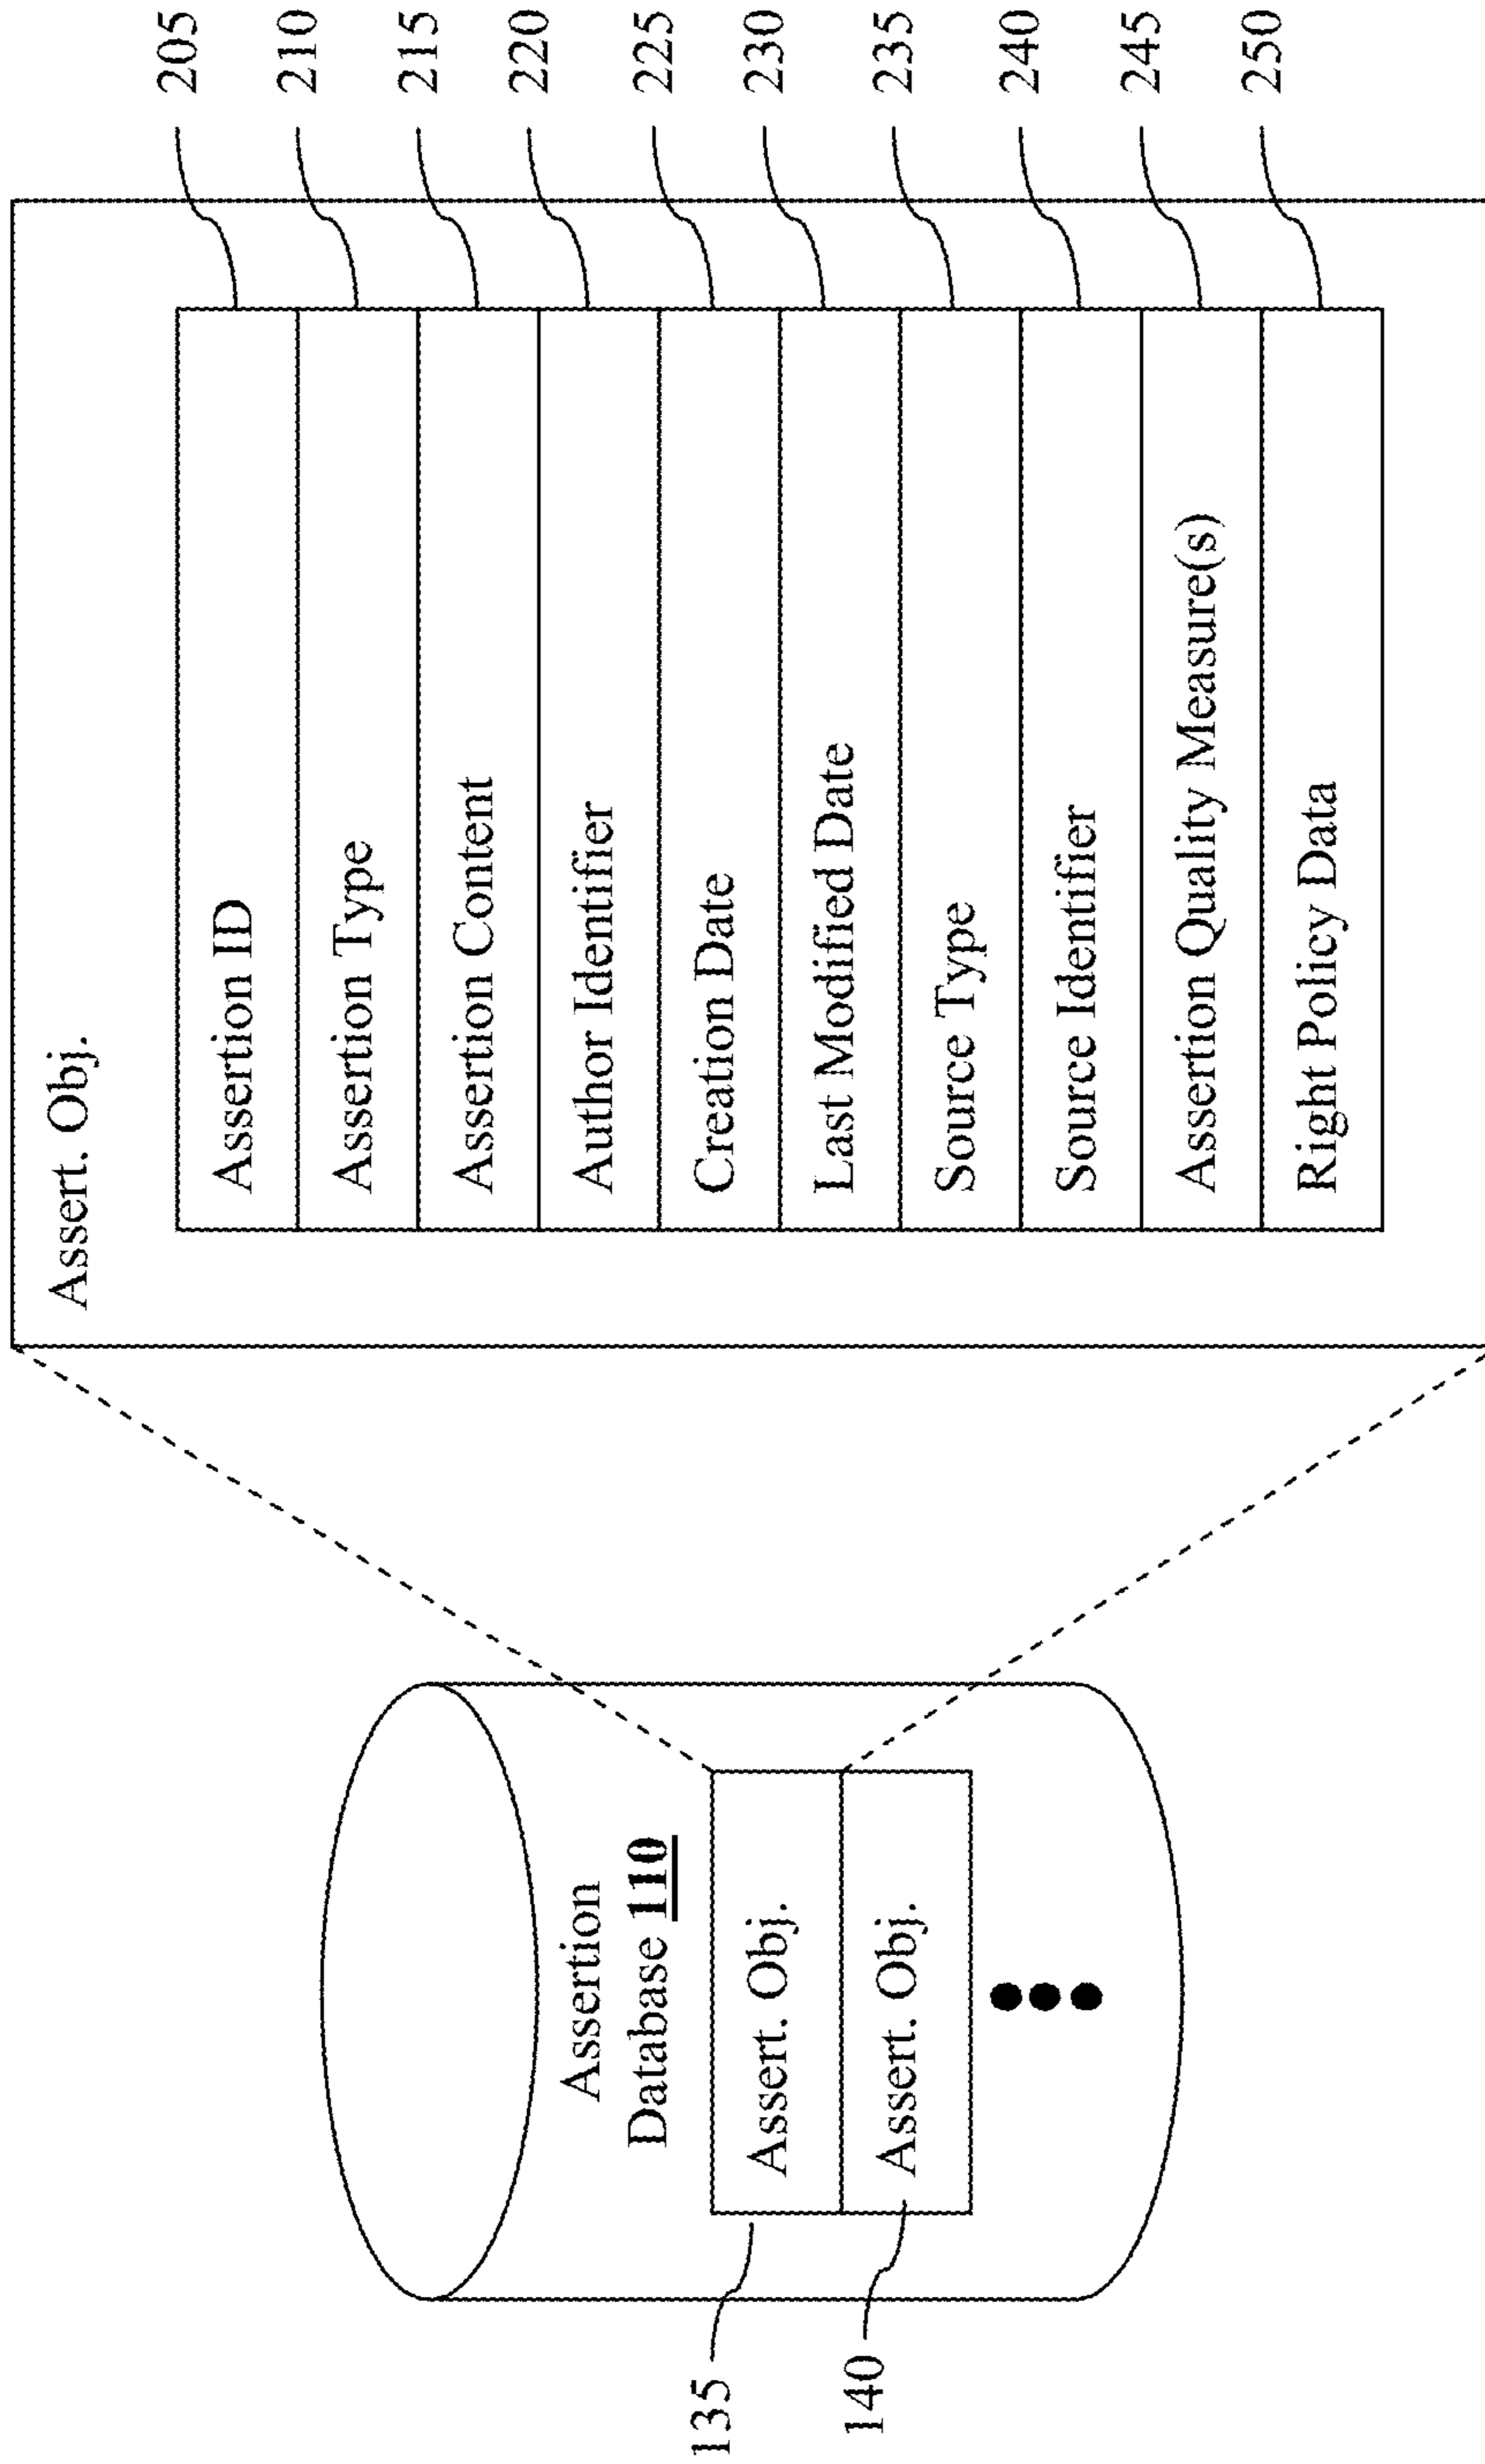 Assertion
Database 110
135
Assert. Obj.
140
Assert. Obj.
Assert. Obj.
Assertion ID
205
Assertion Type
210
Assertion Content
215
Author Identifier
220
Creation Date
225
Last Modified Date
230
Source Type
235
Source Identifier
240
Assertion Quality Measure(s)
245
Right Policy Data
250